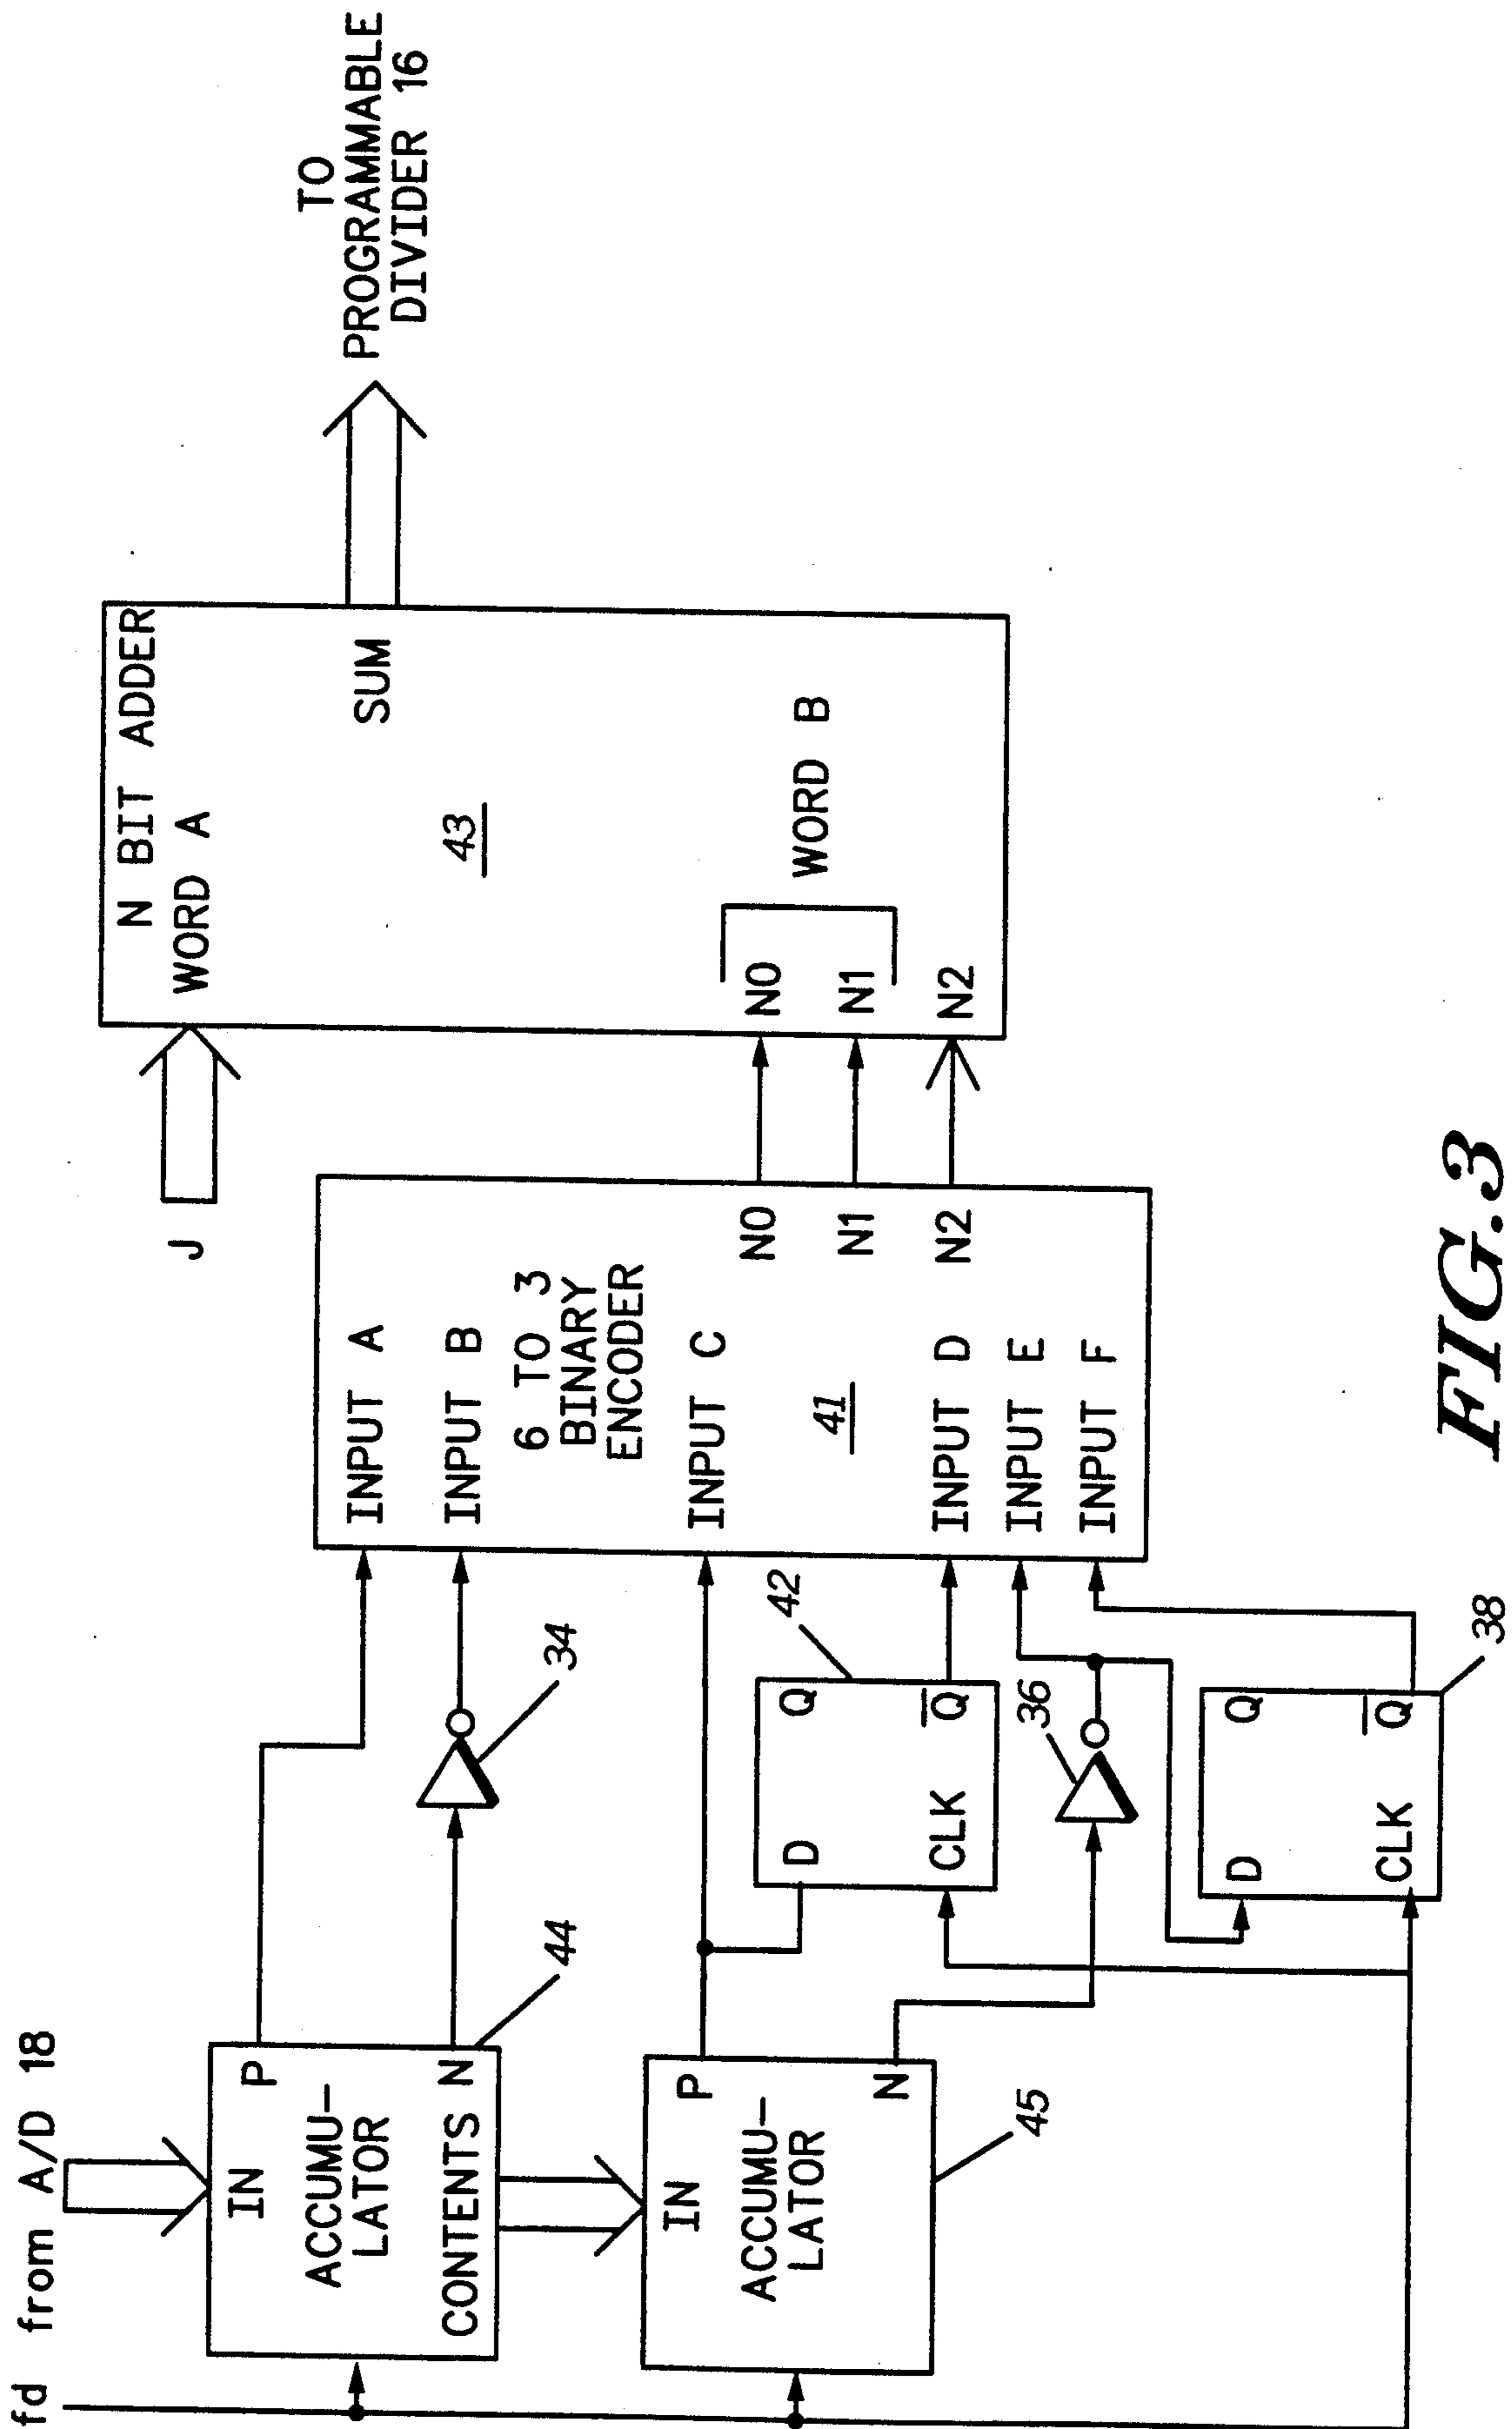 fd from A/D 18
IN
P
ACCUMU-
LATOR
CONTENTS N
44
34
IN
P
ACCUMU-
LATOR
N
45
D
Q
CLK
Q
42
36
D
Q
CLK
Q
38
INPUT A
INPUT B
6 TO 3
BINARY
ENCODER
INPUT C
41
INPUT D
INPUT E
INPUT F
N0
N1
N2
J
N BIT ADDER
WORD A
SUM
43
WORD B
N0
N1
N2
TO
PROGRAMMABLE
DIVIDER 16
FIG.3